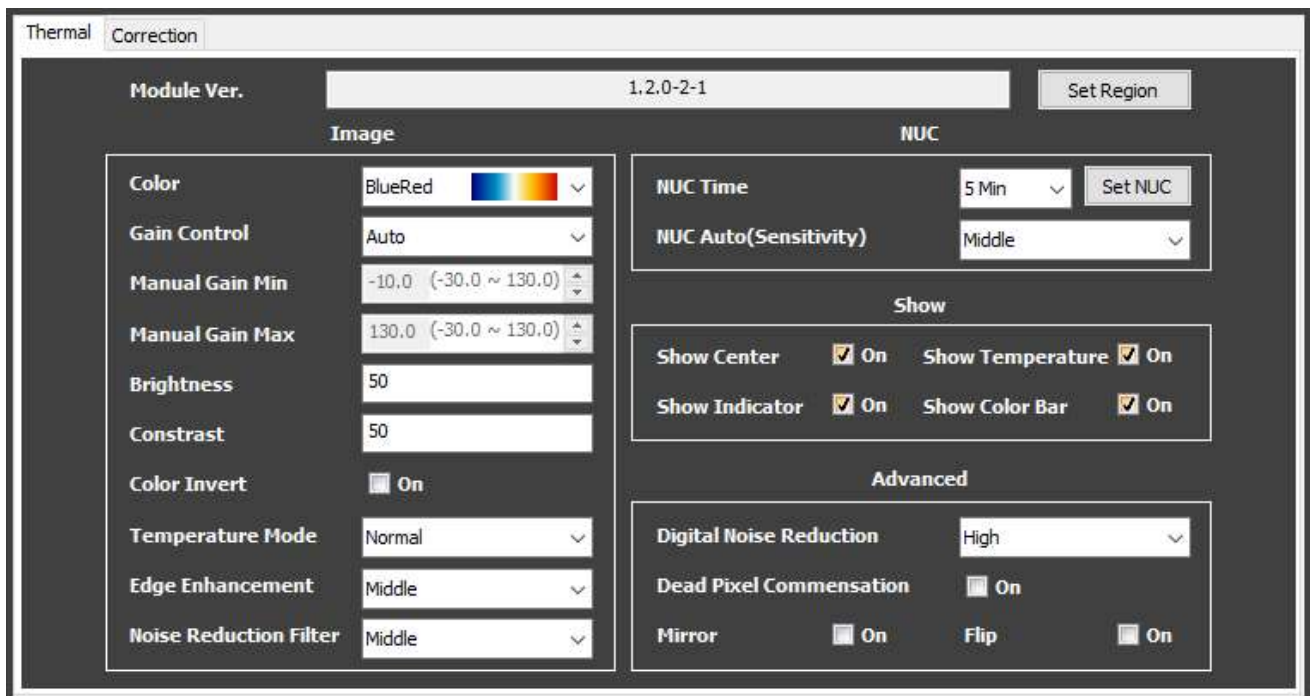 Thermal Correction
Module Ver. 1.2.0-2-1 Set Region
Image
Color BlueRed
Gain Control Auto
Manual Gain Min -10.0 (-30.0 ~ 130.0)
Manual Gain Max 130.0 (-30.0 ~ 130.0)
Brightness 50
Constrast 50
Color Invert On
Temperature Mode Normal
Edge Enhancement Middle
Noise Reduction Filter Middle
NUC
NUC Time 5 Min Set NUC
NUC Auto(Sensitivity) Middle
Show
Show Center On Show Temperature On
Show Indicator On Show Color Bar On
Advanced
Digital Noise Reduction High
Dead Pixel Commensation On
Mirror On Flip On